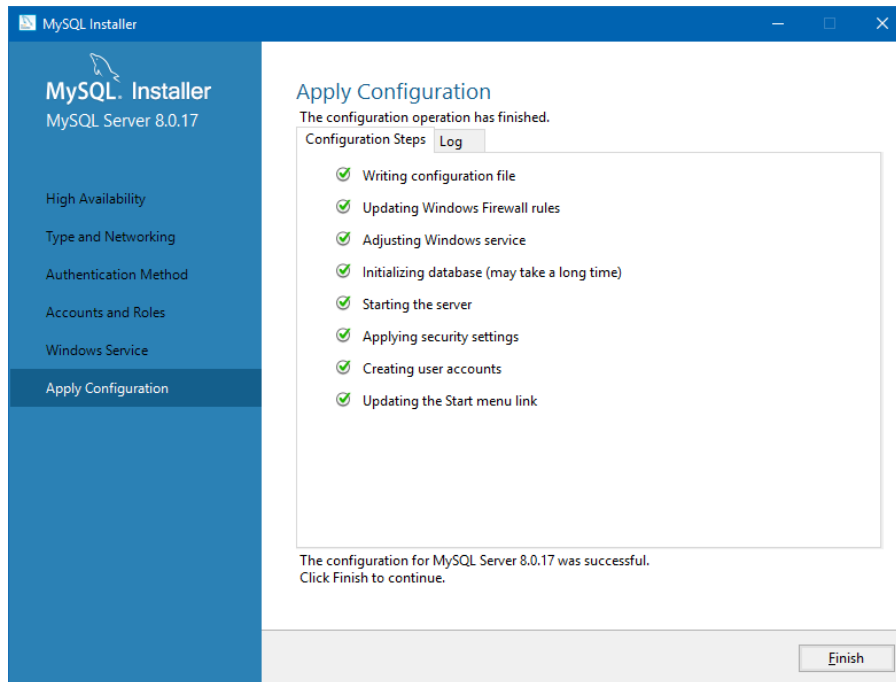 MySQL Installer
MySQL. Installer
MySQL Server 8.0.17
High Availability
Type and Networking
Authentication Method
Accounts and Roles
Windows Service
Apply Configuration
Apply Configuration
The configuration operation has finished.
Configuration Steps Log
Writing configuration file
Updating Windows Firewall rules
Adjusting Windows service
Initializing database (may take a long time)
Starting the server
Applying security settings
Creating user accounts
Updating the Start menu link
The configuration for MySQL Server 8.0.17 was successful.
Click Finish to continue.
Finish